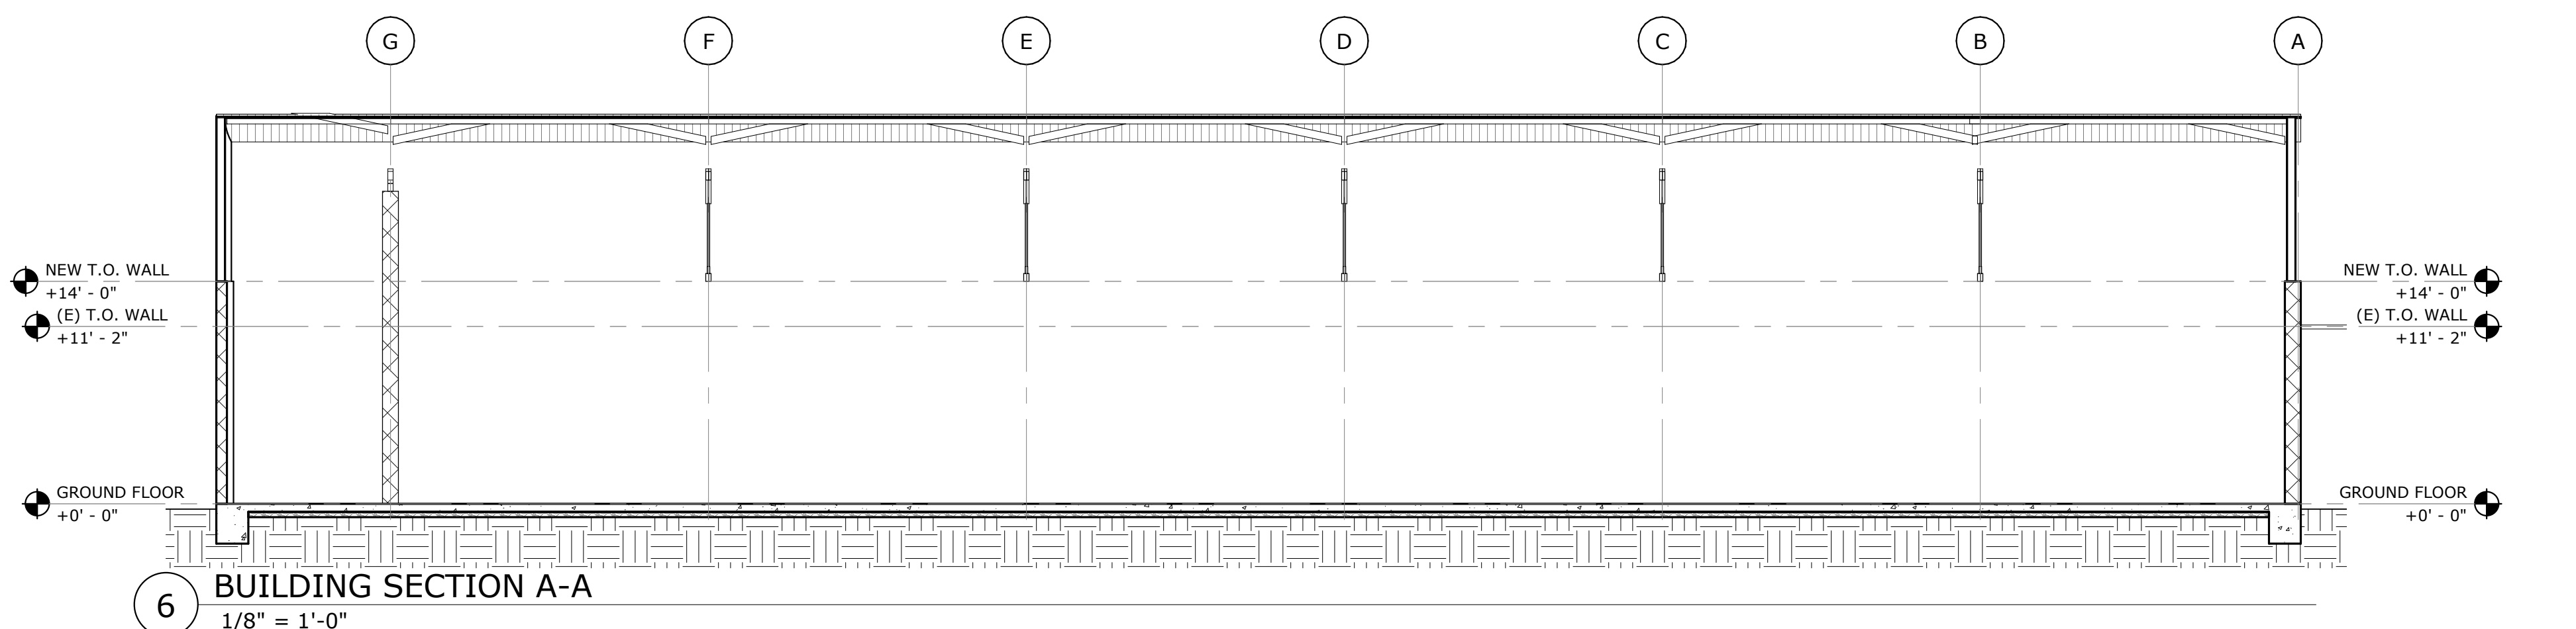 G F E D C B A
NEW T.O. WALL
+14' - 0"
(E) T.O. WALL
+11' - 2"
GROUND FLOOR
+0' - 0"
NEW T.O. WALL
+14' - 0"
(E) T.O. WALL
+11' - 2"
GROUND FLOOR
+0' - 0"
6
BUILDING SECTION A-A
1/8" = 1'-0"